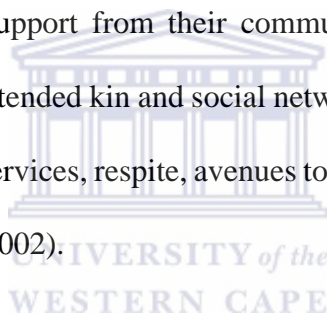 upport from their commu
tended kin and social netw
ervices, respite, avenues to
002).
UNIVERSITY of the
WESTERN CAPE